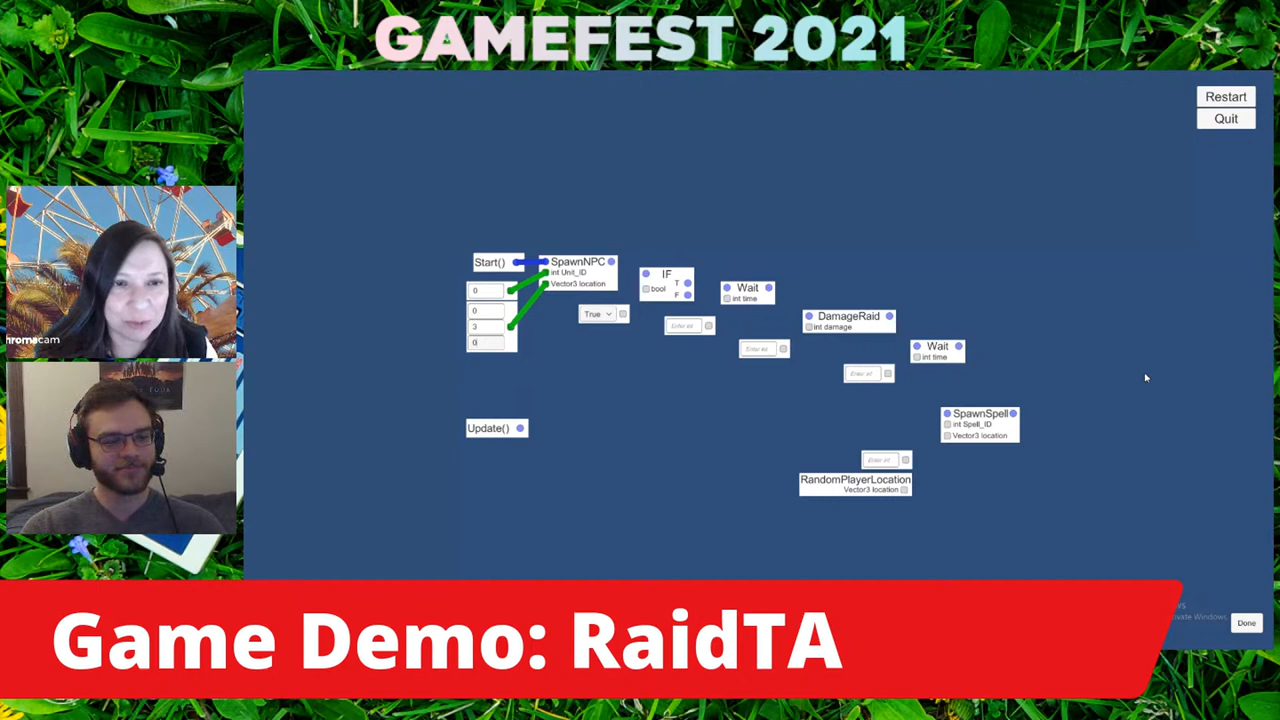 GAMEFEST 2021
Restart
Quit
Start()
SpawnNPC
int Unit_ID
Vector3 location
0
0
3
0
IF
bool
T
F
True
Wait
int time
DamageRaid
int damage
Wait
int time
SpawnSpell
int Spell_ID
Vector3 location
Update()
RandomPlayerLocation
Vector3 location
Done
Game Demo: RaidTA